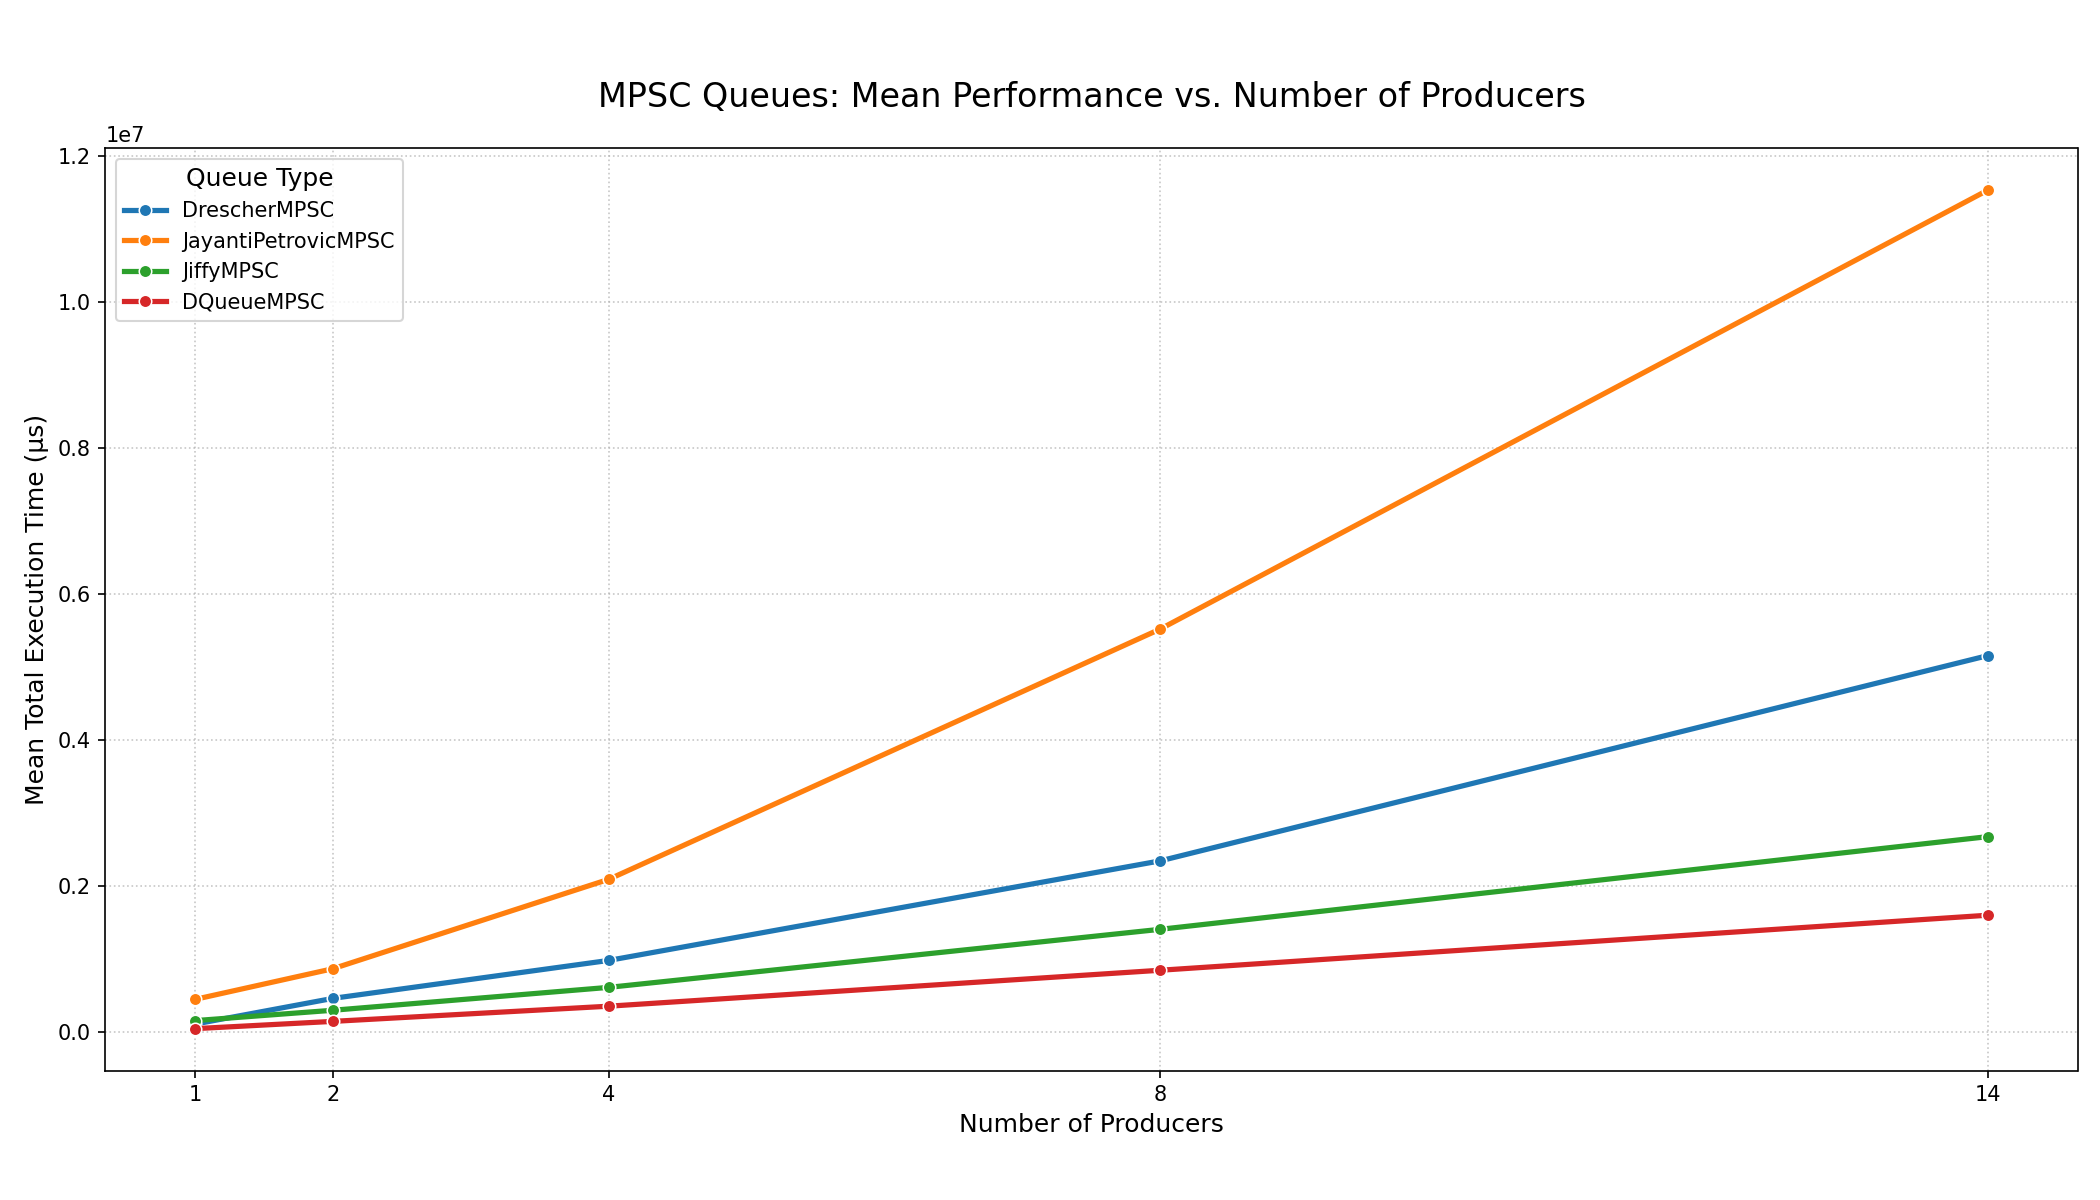 MPSC Queues: Mean Performance vs. Number of Producers
1e7
1.2
1.0
0.8
0.6
0.4
0.2
0.0
Mean Total Execution Time (µs)
Queue Type
DrescherMPSC
JayantiPetrovicMPSC
JiffyMPSC
DQueueMPSC
1 2 4 8 14
Number of Producers